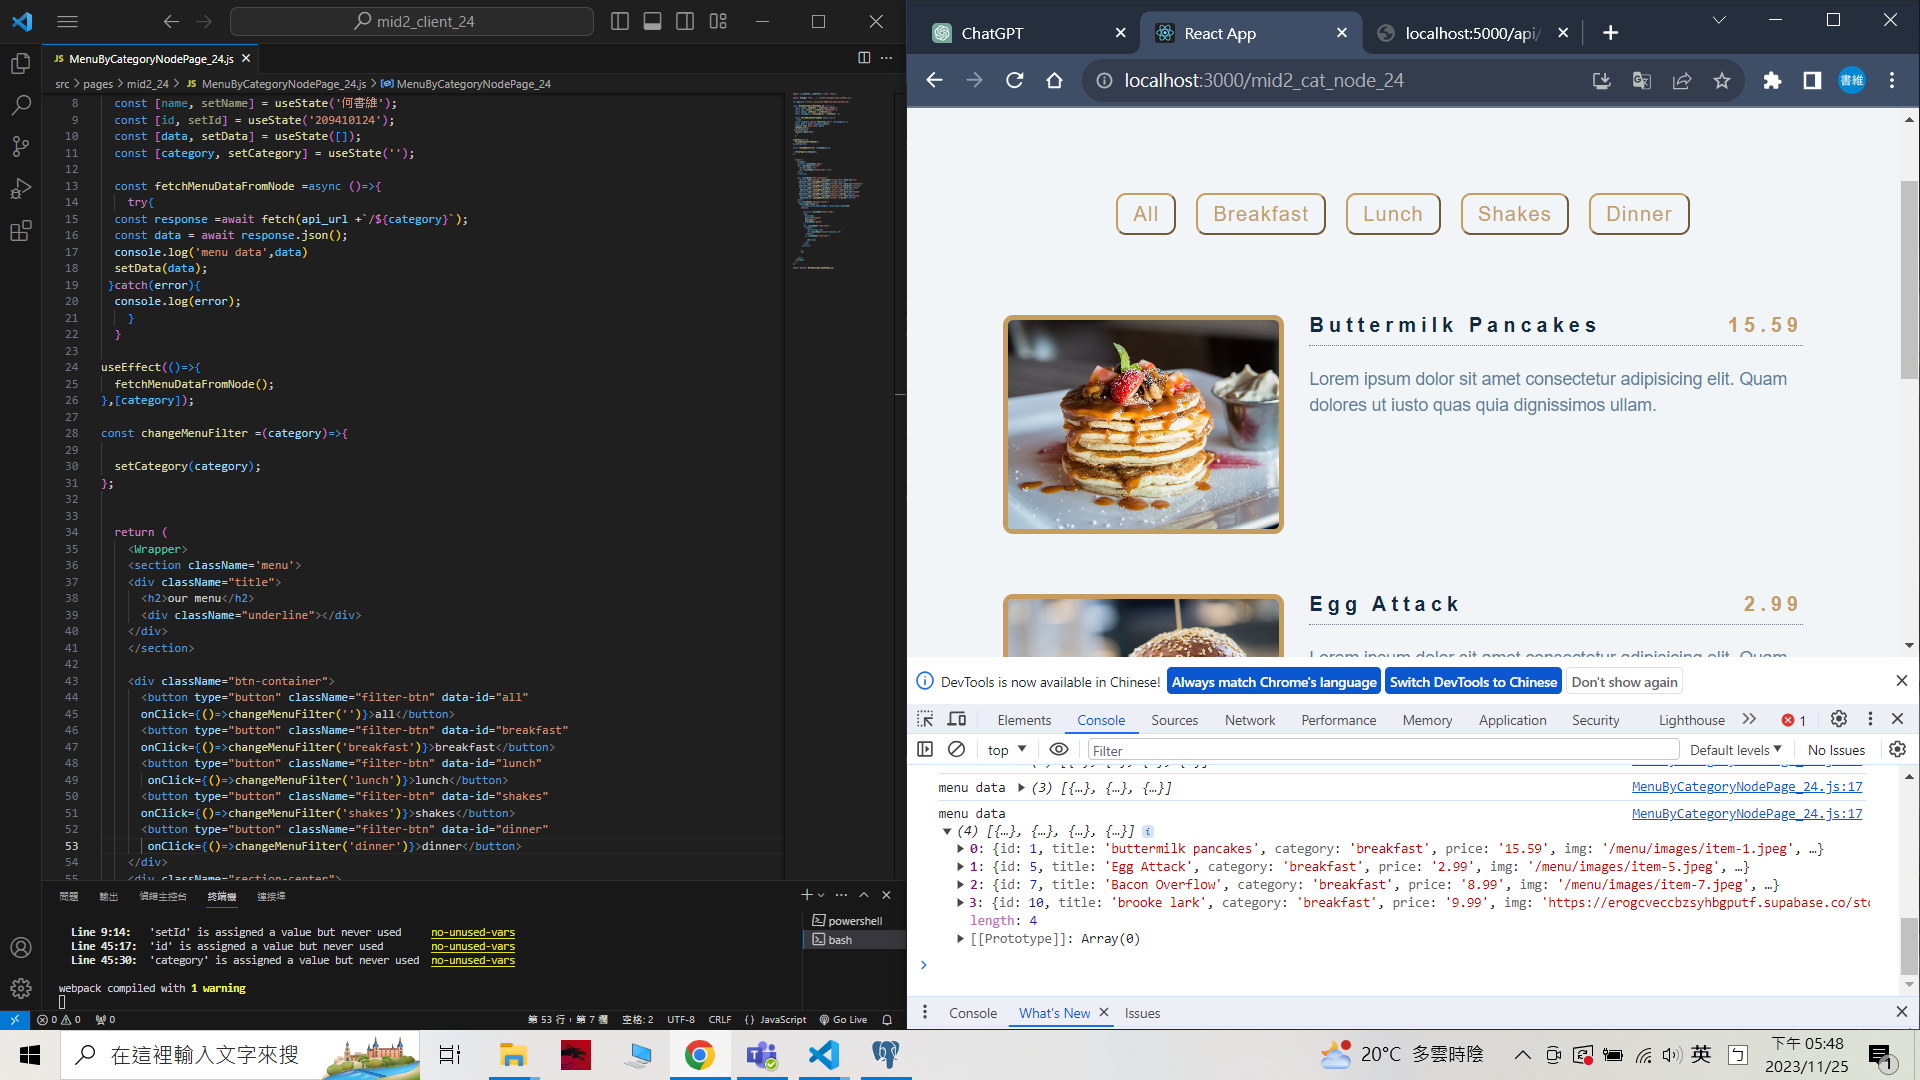 mid2_client_24
JS MenuByCategoryNodePage_24.js
src > pages > mid2_24 > JS MenuByCategoryNodePage_24.js > MenuByCategoryNodePage_24
8 const [name, setName] = useState('何書維');
9 const [id, setId] = useState('209410124');
10 const [data, setData] = useState([]);
11 const [category, setCategory] = useState('');
12
13 const fetchMenuDataFromNode =async ()=>{
14 try{
15 const response =await fetch(api_url +`/${category}`);
16 const data = await response.json();
17 console.log('menu data',data)
18 setData(data);
19 }catch(error){
20 console.log(error);
21 }
22 }
23
24 useEffect(()=>{
25 fetchMenuDataFromNode();
26 },[category]);
27
28 const changeMenuFilter =(category)=>{
29
30 setCategory(category);
31 };
32
33
34 return (
35 <Wrapper>
36 <section className='menu'>
37 <div className="title">
38 <h2>our menu</h2>
39 <div className="underline"></div>
40 </div>
41 </section>
42
43 <div className="btn-container">
44 <button type="button" className="filter-btn" data-id="all"
45 onClick={()=>changeMenuFilter('')}>all</button>
46 <button type="button" className="filter-btn" data-id="breakfast"
47 onClick={()=>changeMenuFilter('breakfast')}>breakfast</button>
48 <button type="button" className="filter-btn" data-id="lunch"
49 onClick={()=>changeMenuFilter('lunch')}>lunch</button>
50 <button type="button" className="filter-btn" data-id="shakes"
51 onClick={()=>changeMenuFilter('shakes')}>shakes</button>
52 <button type="button" className="filter-btn" data-id="dinner"
53 onClick={()=>changeMenuFilter('dinner')}>dinner</button>
54 </div>
55 <div className="section-center">
問題 輸出 偵錯主控台 終端機 連接埠
powershell
bash
Line 9:14: 'setId' is assigned a value but never used no-unused-vars
Line 45:17: 'id' is assigned a value but never used no-unused-vars
Line 45:30: 'category' is assigned a value but never used no-unused-vars
webpack compiled with 1 warning
0 0 0 第 53 行，第 7 欄 空格: 2 UTF-8 CRLF {} JavaScript Go Live
ChatGPT
React App
localhost:5000/api/
localhost:3000/mid2_cat_node_24
書維
All
Breakfast
Lunch
Shakes
Dinner
Buttermilk Pancakes 15.59
Lorem ipsum dolor sit amet consectetur adipisicing elit. Quam
dolores ut iusto quas quia dignissimos ullam.
Egg Attack 2.99
Lorem ipsum dolor sit amet consectetur adipisicing elit. Quam
DevTools is now available in Chinese! Always match Chrome's language Switch DevTools to Chinese Don't show again
Elements Console Sources Network Performance Memory Application Security Lighthouse 1
top Filter Default levels No Issues
menu data (3) [{…}, {…}, {…}] MenuByCategoryNodePage_24.js:17
menu data MenuByCategoryNodePage_24.js:17
(4) [{…}, {…}, {…}, {…}] i
0: {id: 1, title: 'buttermilk pancakes', category: 'breakfast', price: '15.59', img: '/menu/images/item-1.jpeg', …}
1: {id: 5, title: 'Egg Attack', category: 'breakfast', price: '2.99', img: '/menu/images/item-5.jpeg', …}
2: {id: 7, title: 'Bacon Overflow', category: 'breakfast', price: '8.99', img: '/menu/images/item-7.jpeg', …}
3: {id: 10, title: 'brooke lark', category: 'breakfast', price: '9.99', img: 'https://erogcveccbzsyhbgputf.supabase.co/sto
length: 4
[[Prototype]]: Array(0)
Console What's New Issues
在這裡輸入文字來搜
20°C 多雲時陰
英
下午 05:48
2023/11/25
1